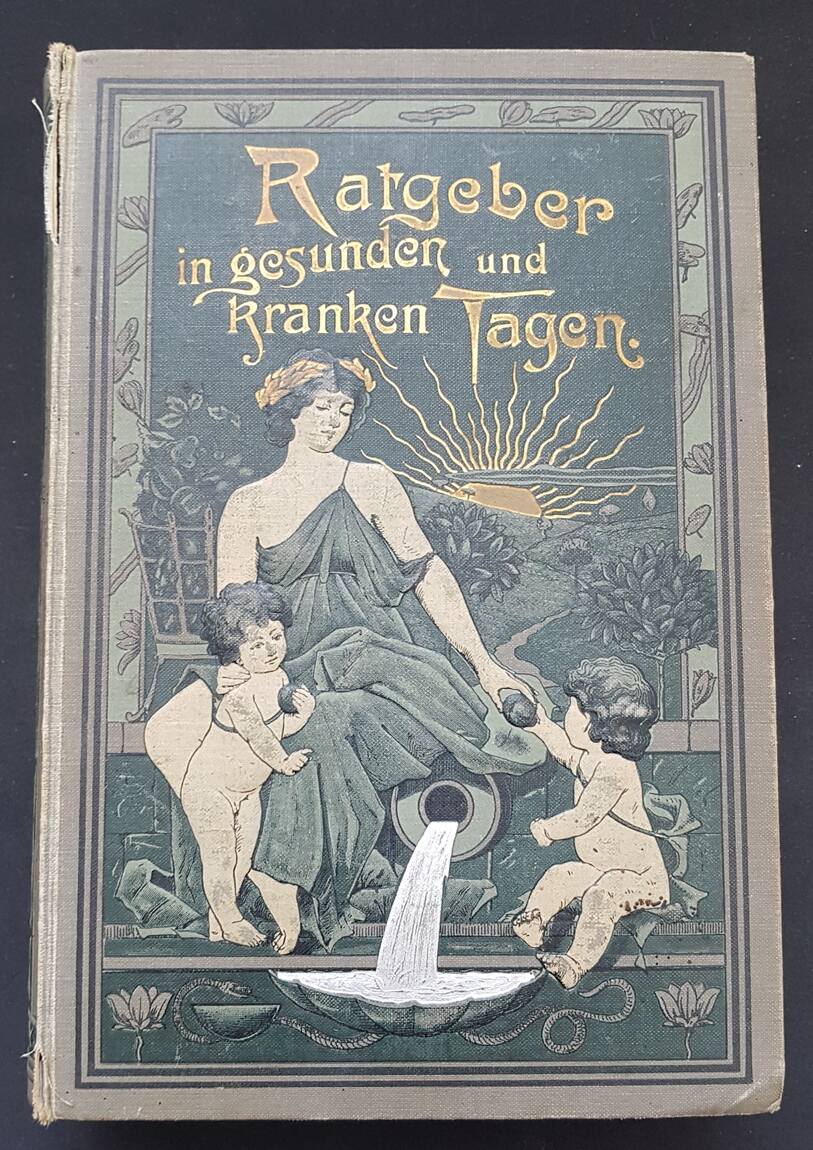 Ratgeber
in gesunden und
kranken Tagen.